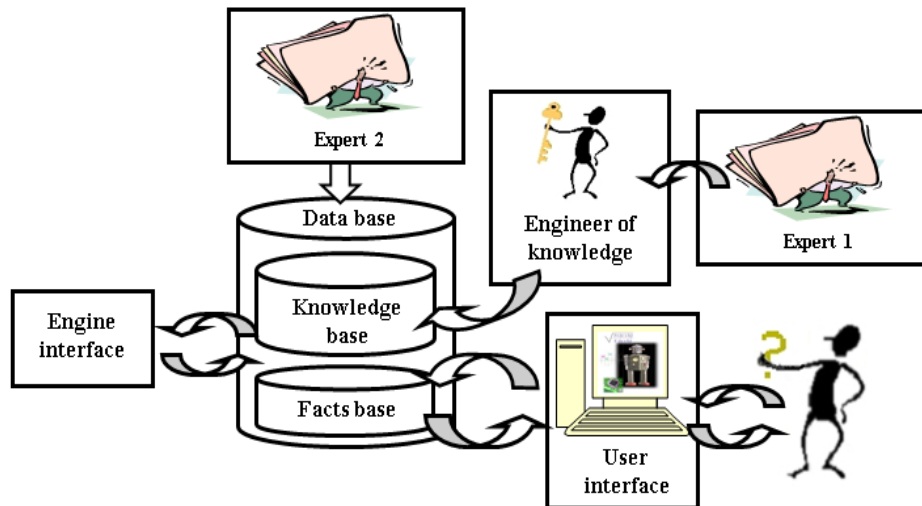 Expert 2
Expert 1
Engineer of
knowledge
Data base
Knowledge
base
Engine
interface
Facts base
User
interface
?